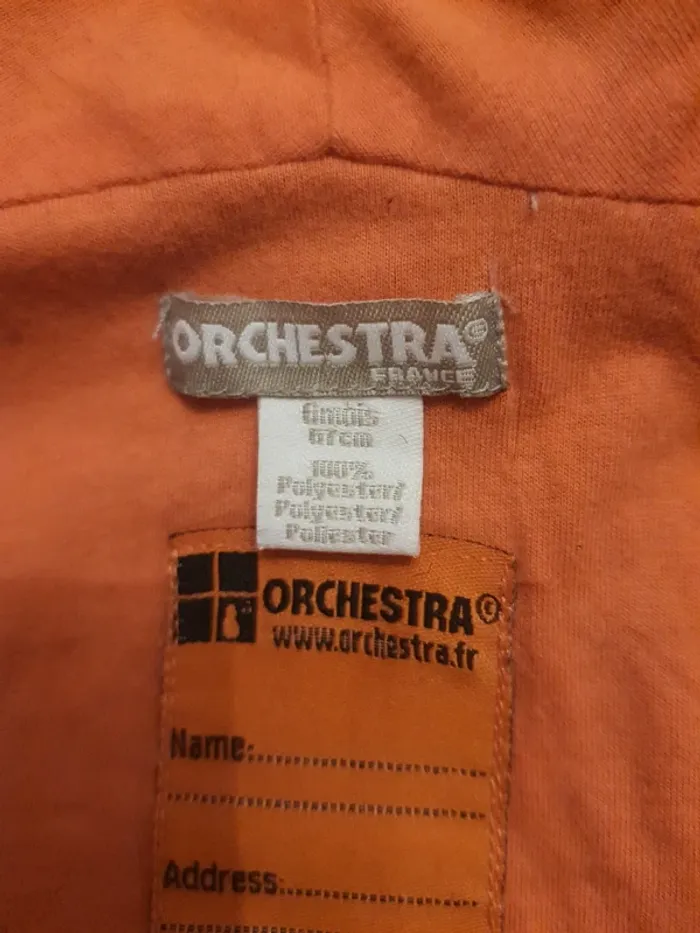 ORCHESTRA©
FRANCE
6mois
67cm
100%
Polyester/
Polyester/
Poliester
ORCHESTRA©
www.orchestra.fr
Name:
Address: